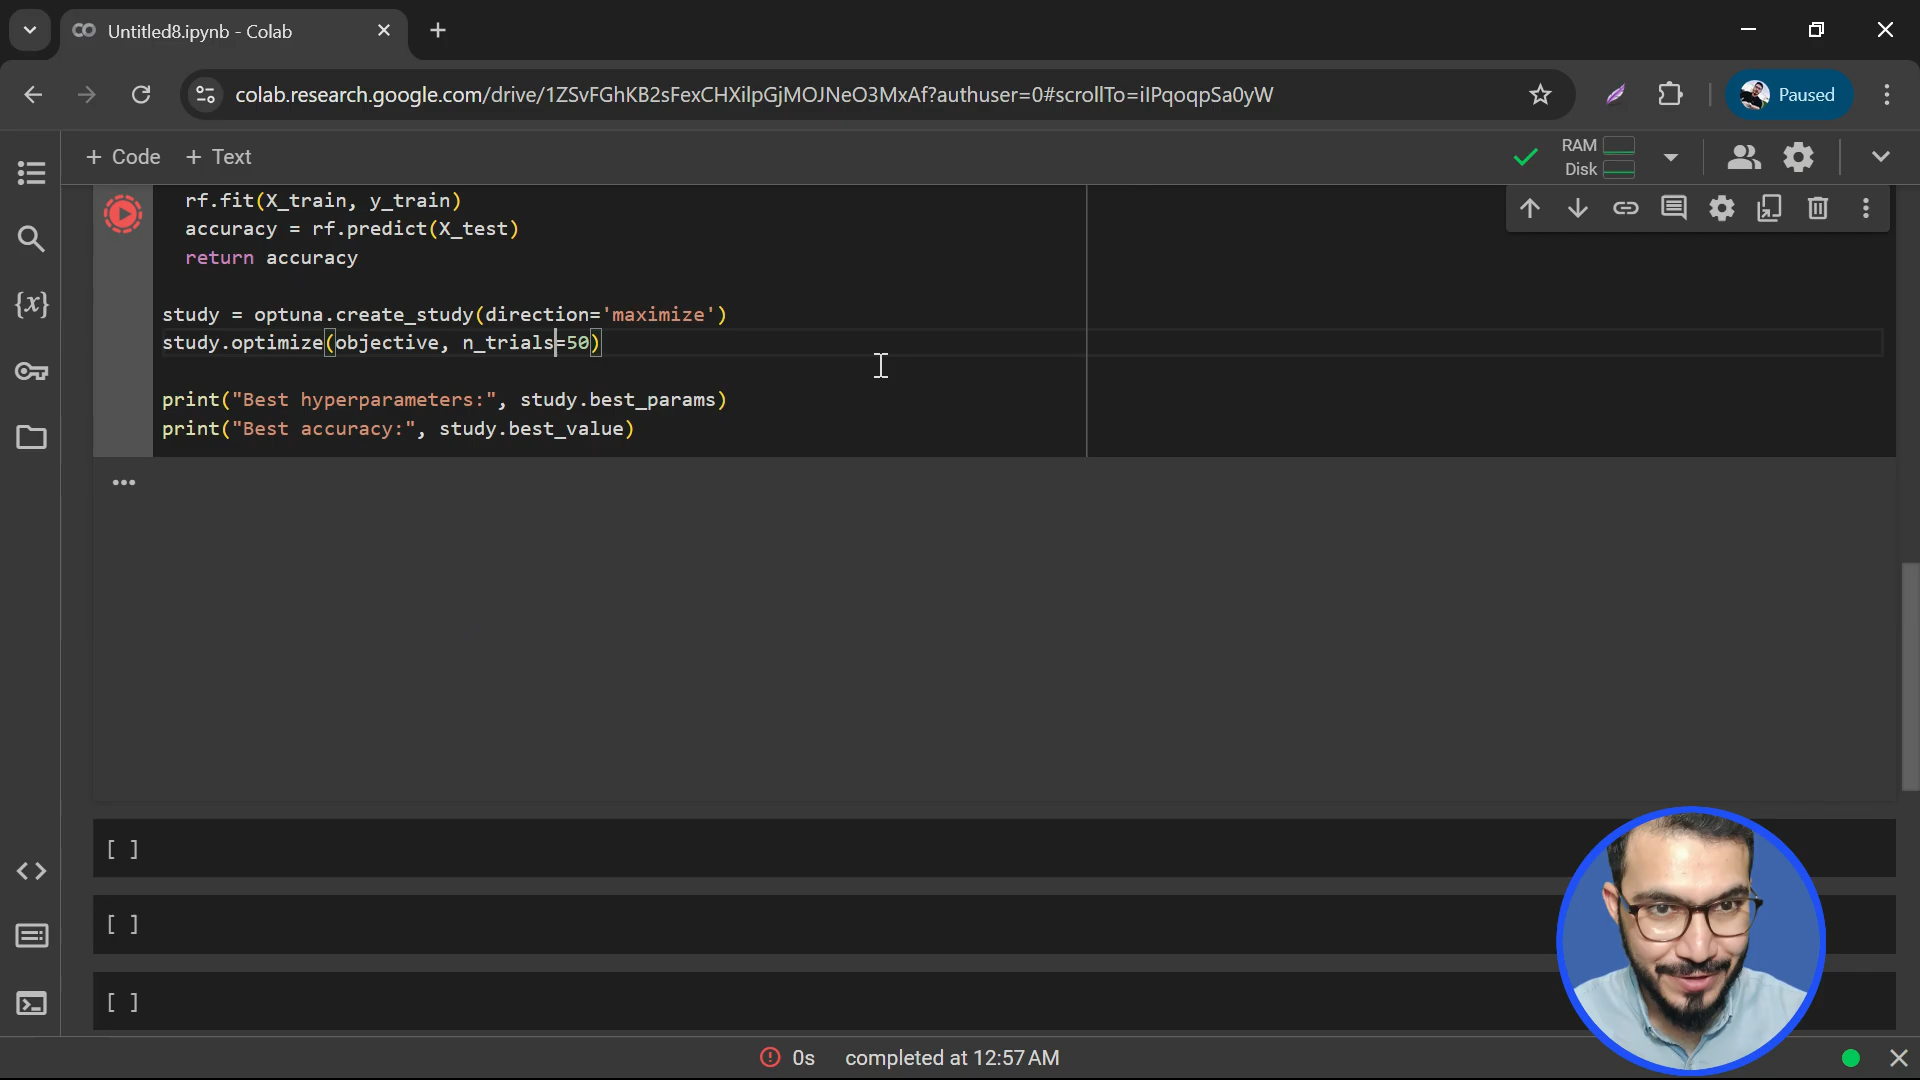 Untitled8.ipynb - Colab
colab.research.google.com/drive/1ZSvFGhKB2sFexCHXilpGjMOJNeO3MxAf?authuser=0#scrollTo=iIPqoqpSa0yW
Paused
+ Code + Text
RAM
Disk
rf.fit(X_train, y_train)
accuracy = rf.predict(X_test)
return accuracy
study = optuna.create_study(direction='maximize')
study.optimize(objective, n_trials=50)
print("Best hyperparameters:", study.best_params)
print("Best accuracy:", study.best_value)
[ ]
[ ]
[ ]
0s completed at 12:57 AM